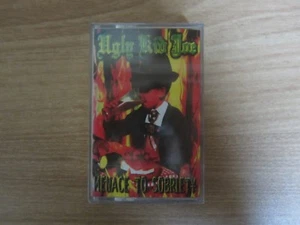 Ugly Kid Joe
MENACE TO SOBRIETY